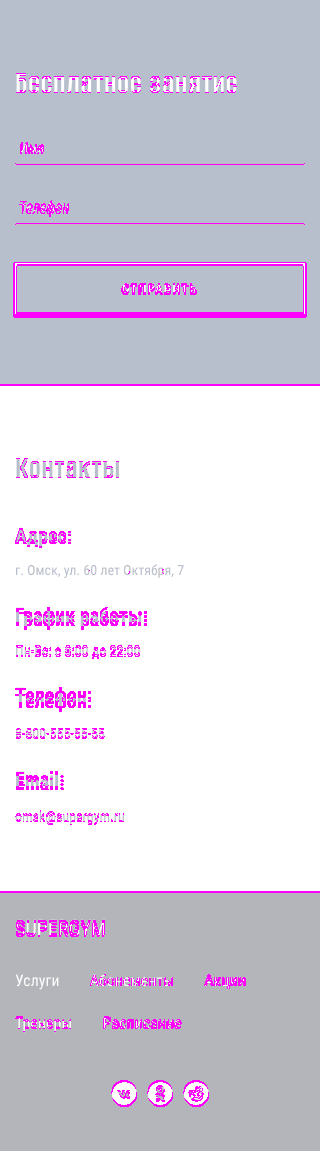 Бесплатное занятие
Имя
Телефон
ОТПРАВИТЬ
Контакты
Адрес:
г. Омск, ул. 60 лет Октября, 7
График работы:
Пн-Вс: с 8:00 до 22:00
Телефон:
8-800-555-55-55
Email:
omsk@supergym.ru
SUPERGYM
Услуги Абонементы Акции
Тренеры Расписание